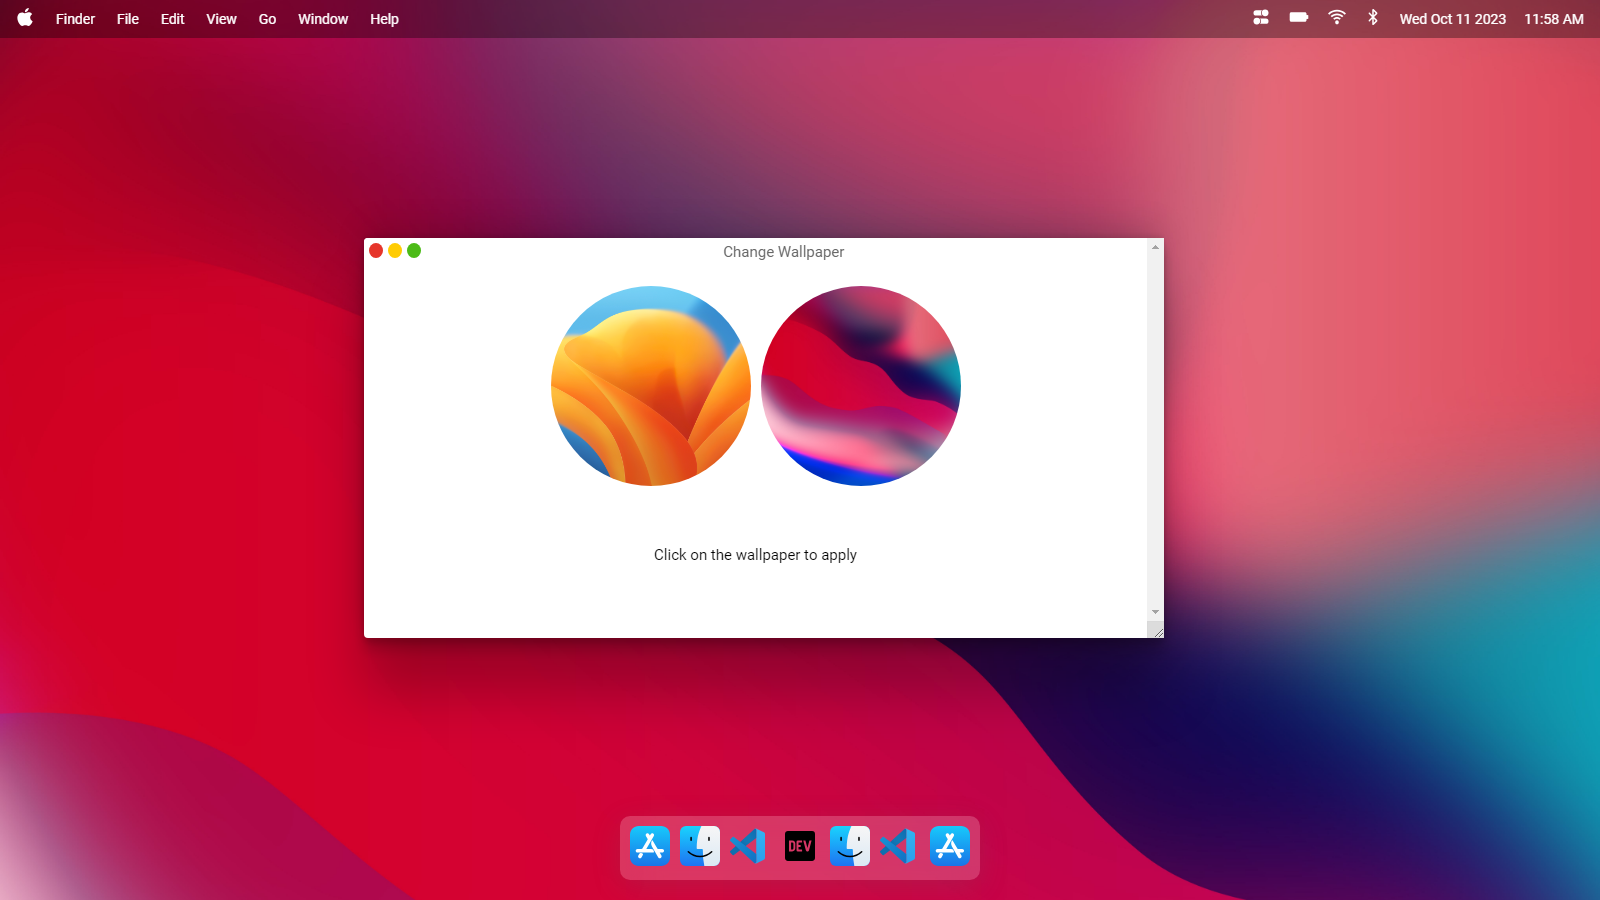 Finder File Edit View Go Window Help Wed Oct 11 2023 11:58 AM
Change Wallpaper
Click on the wallpaper to apply
DEV